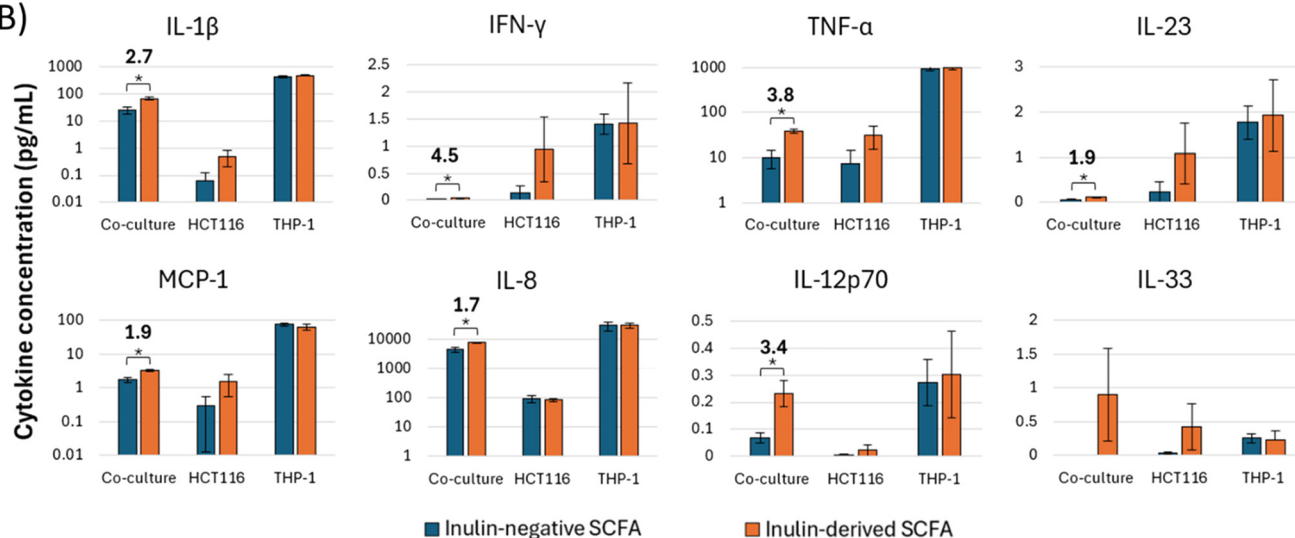 B)
Cytokine concentration (pg/mL)
IL-1β
2.7
*
1000
100
10
1
0.1
0.01
Co-culture HCT116 THP-1
IFN-γ
4.5
*
2.5
2
1.5
1
0.5
0
Co-culture HCT116 THP-1
TNF-α
3.8
*
1000
100
10
1
Co-culture HCT116 THP-1
IL-23
1.9
*
3
2
1
0
Co-culture HCT116 THP-1
MCP-1
1.9
*
100
10
1
0.1
0.01
Co-culture HCT116 THP-1
IL-8
1.7
*
10000
1000
100
10
1
Co-culture HCT116 THP-1
IL-12p70
3.4
*
0.5
0.4
0.3
0.2
0.1
0
Co-culture HCT116 THP-1
IL-33
2
1.5
1
0.5
0
Co-culture HCT116 THP-1
Inulin-negative SCFA
Inulin-derived SCFA